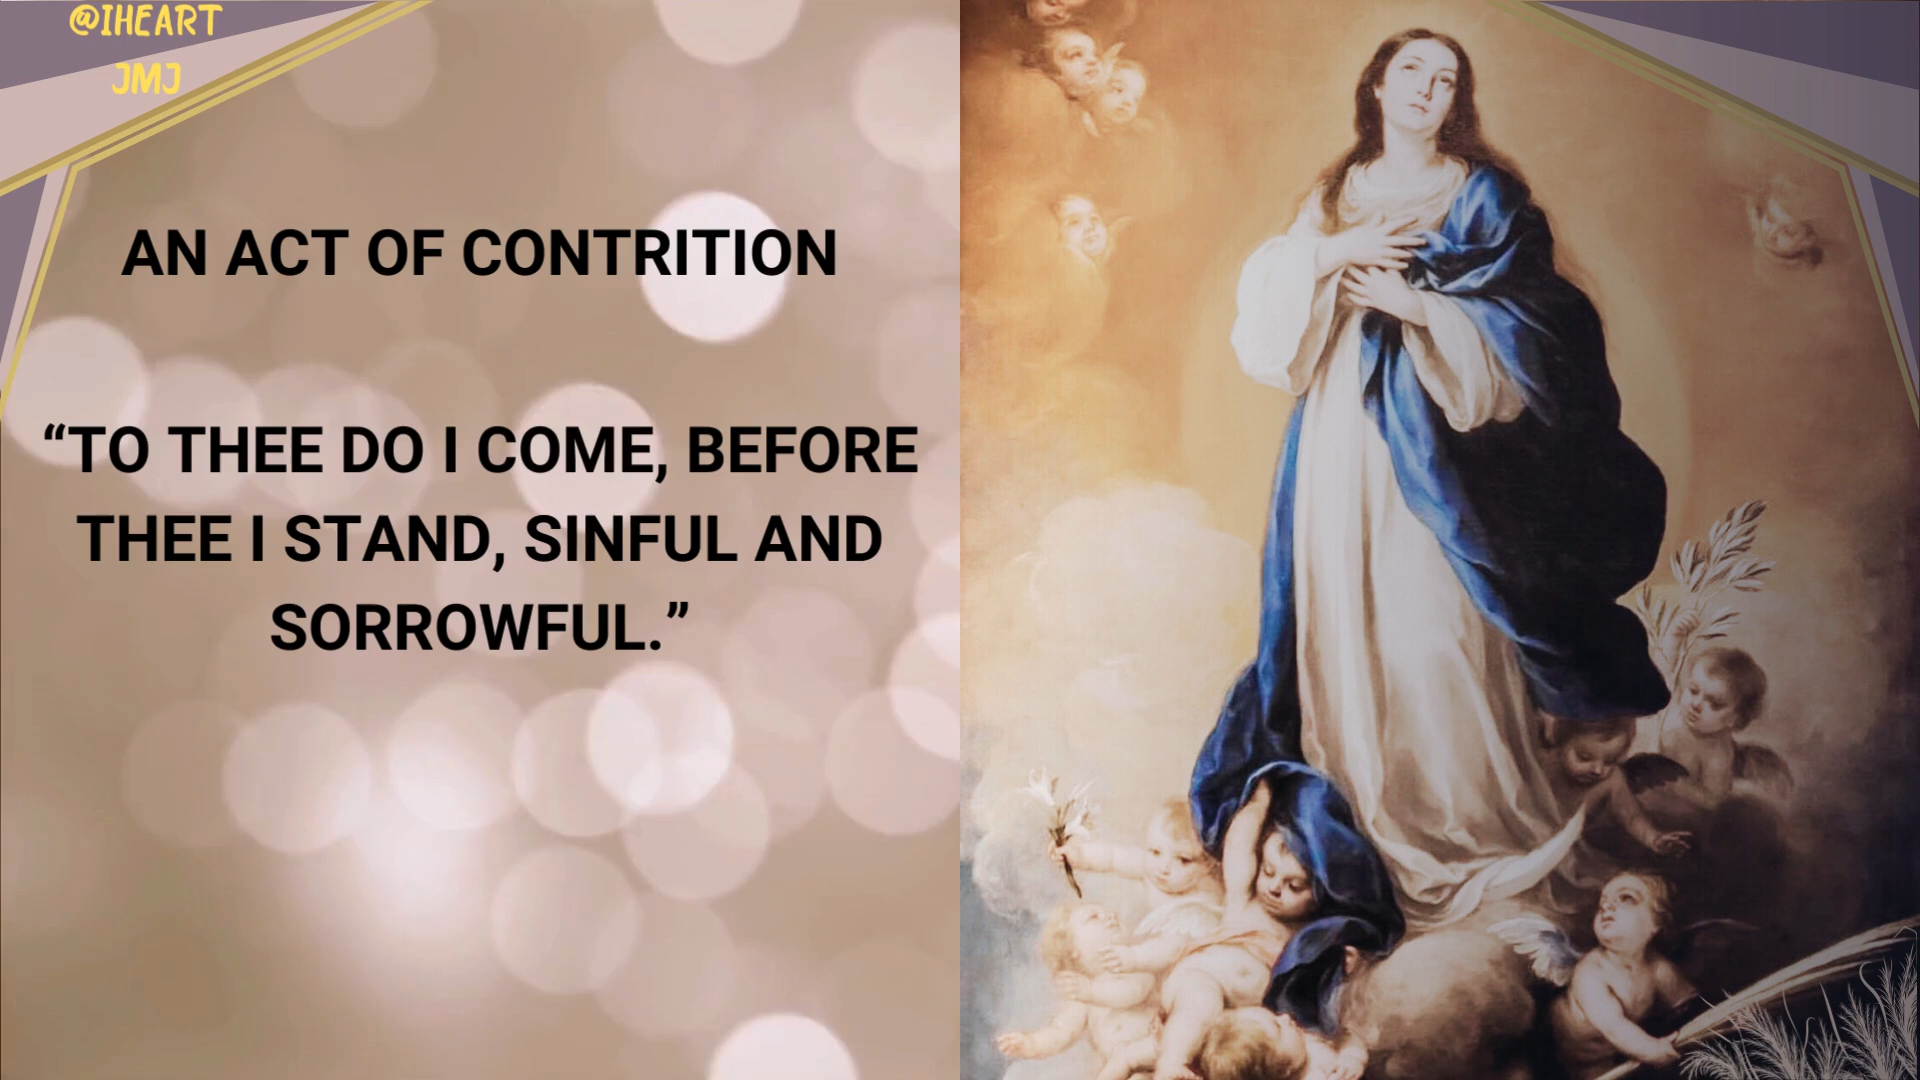 @IHEART
JMJ
AN ACT OF CONTRITION
“TO THEE DO I COME, BEFORE
THEE I STAND, SINFUL AND
SORROWFUL.”